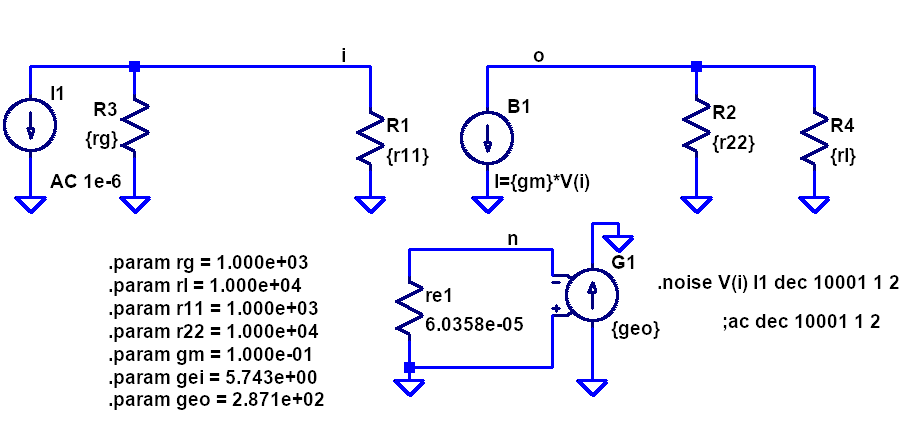 i
o
I1
R3
{rg}
AC 1e-6
R1
{r11}
B1
I={gm}*V(i)
R2
{r22}
R4
{rl}
n
G1
{geo}
re1
6.0358e-05
.param rg = 1.000e+03
.param rl = 1.000e+04
.param r11 = 1.000e+03
.param r22 = 1.000e+04
.param gm = 1.000e-01
.param gei = 5.743e+00
.param geo = 2.871e+02
.noise V(i) I1 dec 10001 1 2
;ac dec 10001 1 2